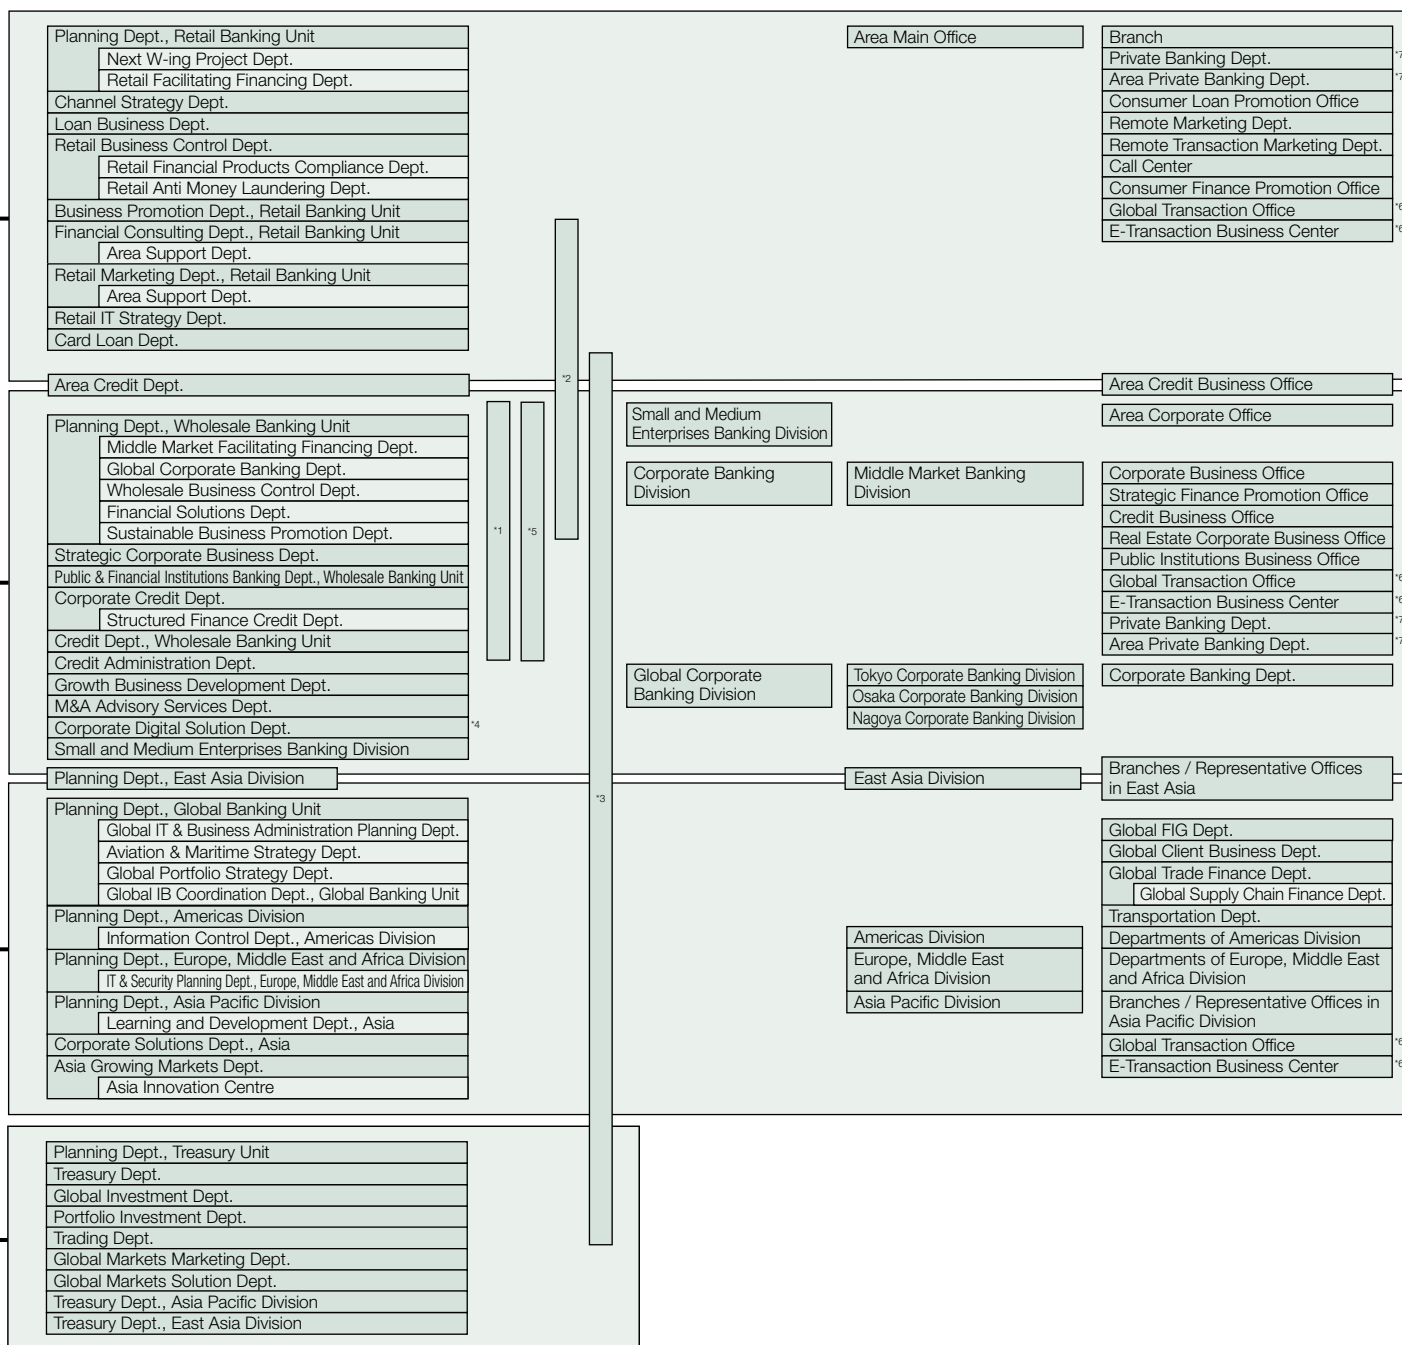 Planning Dept., Retail Banking Unit
Next W-ing Project Dept.
Retail Facilitating Financing Dept.
Channel Strategy Dept.
Loan Business Dept.
Retail Business Control Dept.
Retail Financial Products Compliance Dept.
Retail Anti Money Laundering Dept.
Business Promotion Dept., Retail Banking Unit
Financial Consulting Dept., Retail Banking Unit
Area Support Dept.
Retail Marketing Dept., Retail Banking Unit
Area Support Dept.
Retail IT Strategy Dept.
Card Loan Dept.
Area Main Office
Branch
Private Banking Dept. *7
Area Private Banking Dept. *7
Consumer Loan Promotion Office
Remote Marketing Dept.
Remote Transaction Marketing Dept.
Call Center
Consumer Finance Promotion Office
Global Transaction Office *6
E-Transaction Business Center *6
Area Credit Dept.
Area Credit Business Office
Planning Dept., Wholesale Banking Unit
Middle Market Facilitating Financing Dept.
Global Corporate Banking Dept.
Wholesale Business Control Dept.
Financial Solutions Dept.
Sustainable Business Promotion Dept.
Strategic Corporate Business Dept.
Public & Financial Institutions Banking Dept., Wholesale Banking Unit
Corporate Credit Dept.
Structured Finance Credit Dept.
Credit Dept., Wholesale Banking Unit
Credit Administration Dept.
Growth Business Development Dept.
M&A Advisory Services Dept.
Corporate Digital Solution Dept. *4
Small and Medium Enterprises Banking Division
*1
*5
*2
*3
Small and Medium
Enterprises Banking Division
Corporate Banking
Division
Global Corporate
Banking Division
Middle Market Banking
Division
Tokyo Corporate Banking Division
Osaka Corporate Banking Division
Nagoya Corporate Banking Division
Area Corporate Office
Corporate Business Office
Strategic Finance Promotion Office
Credit Business Office
Real Estate Corporate Business Office
Public Institutions Business Office
Global Transaction Office *6
E-Transaction Business Center *6
Private Banking Dept. *7
Area Private Banking Dept. *7
Corporate Banking Dept.
Planning Dept., East Asia Division
East Asia Division
Branches / Representative Offices
in East Asia
Planning Dept., Global Banking Unit
Global IT & Business Administration Planning Dept.
Aviation & Maritime Strategy Dept.
Global Portfolio Strategy Dept.
Global IB Coordination Dept., Global Banking Unit
Planning Dept., Americas Division
Information Control Dept., Americas Division
Planning Dept., Europe, Middle East and Africa Division
IT & Security Planning Dept., Europe, Middle East and Africa Division
Planning Dept., Asia Pacific Division
Learning and Development Dept., Asia
Corporate Solutions Dept., Asia
Asia Growing Markets Dept.
Asia Innovation Centre
Americas Division
Europe, Middle East
and Africa Division
Asia Pacific Division
Global FIG Dept.
Global Client Business Dept.
Global Trade Finance Dept.
Global Supply Chain Finance Dept.
Transportation Dept.
Departments of Americas Division
Departments of Europe, Middle East
and Africa Division
Branches / Representative Offices in
Asia Pacific Division
Global Transaction Office *6
E-Transaction Business Center *6
Planning Dept., Treasury Unit
Treasury Dept.
Global Investment Dept.
Portfolio Investment Dept.
Trading Dept.
Global Markets Marketing Dept.
Global Markets Solution Dept.
Treasury Dept., Asia Pacific Division
Treasury Dept., East Asia Division